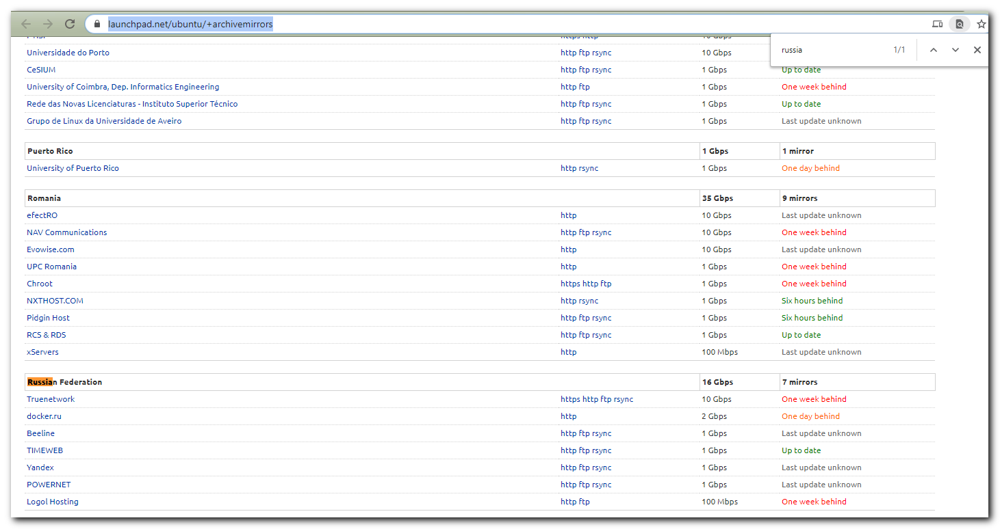 launchpad.net/ubuntu/+archivemirrors
russia 1/1
https http 10 Gbps
Universidade do Porto http ftp rsync 10 Gbps
CeSIUM http ftp rsync 1 Gbps Up to date
University of Coimbra, Dep. Informatics Engineering http ftp 1 Gbps One week behind
Rede das Novas Licenciaturas - Instituto Superior Técnico http ftp rsync 1 Gbps Up to date
Grupo de Linux da Universidade de Aveiro http ftp rsync 1 Gbps Last update unknown
Puerto Rico 1 Gbps 1 mirror
University of Puerto Rico http rsync 1 Gbps One day behind
Romania 35 Gbps 9 mirrors
efectRO http 10 Gbps Last update unknown
NAV Communications http ftp rsync 10 Gbps One week behind
Evowise.com http 10 Gbps Last update unknown
UPC Romania http 1 Gbps One week behind
Chroot https http ftp 1 Gbps One week behind
NXTHOST.COM http rsync 1 Gbps Six hours behind
Pidgin Host http ftp rsync 1 Gbps Six hours behind
RCS & RDS http ftp rsync 1 Gbps Up to date
xServers http 100 Mbps Last update unknown
Russian Federation 16 Gbps 7 mirrors
Truenetwork https http ftp rsync 10 Gbps One week behind
docker.ru http 2 Gbps One day behind
Beeline http ftp rsync 1 Gbps Last update unknown
TIMEWEB http ftp rsync 1 Gbps Up to date
Yandex http ftp rsync 1 Gbps Last update unknown
POWERNET http ftp rsync 1 Gbps Last update unknown
Logol Hosting http ftp 100 Mbps One week behind